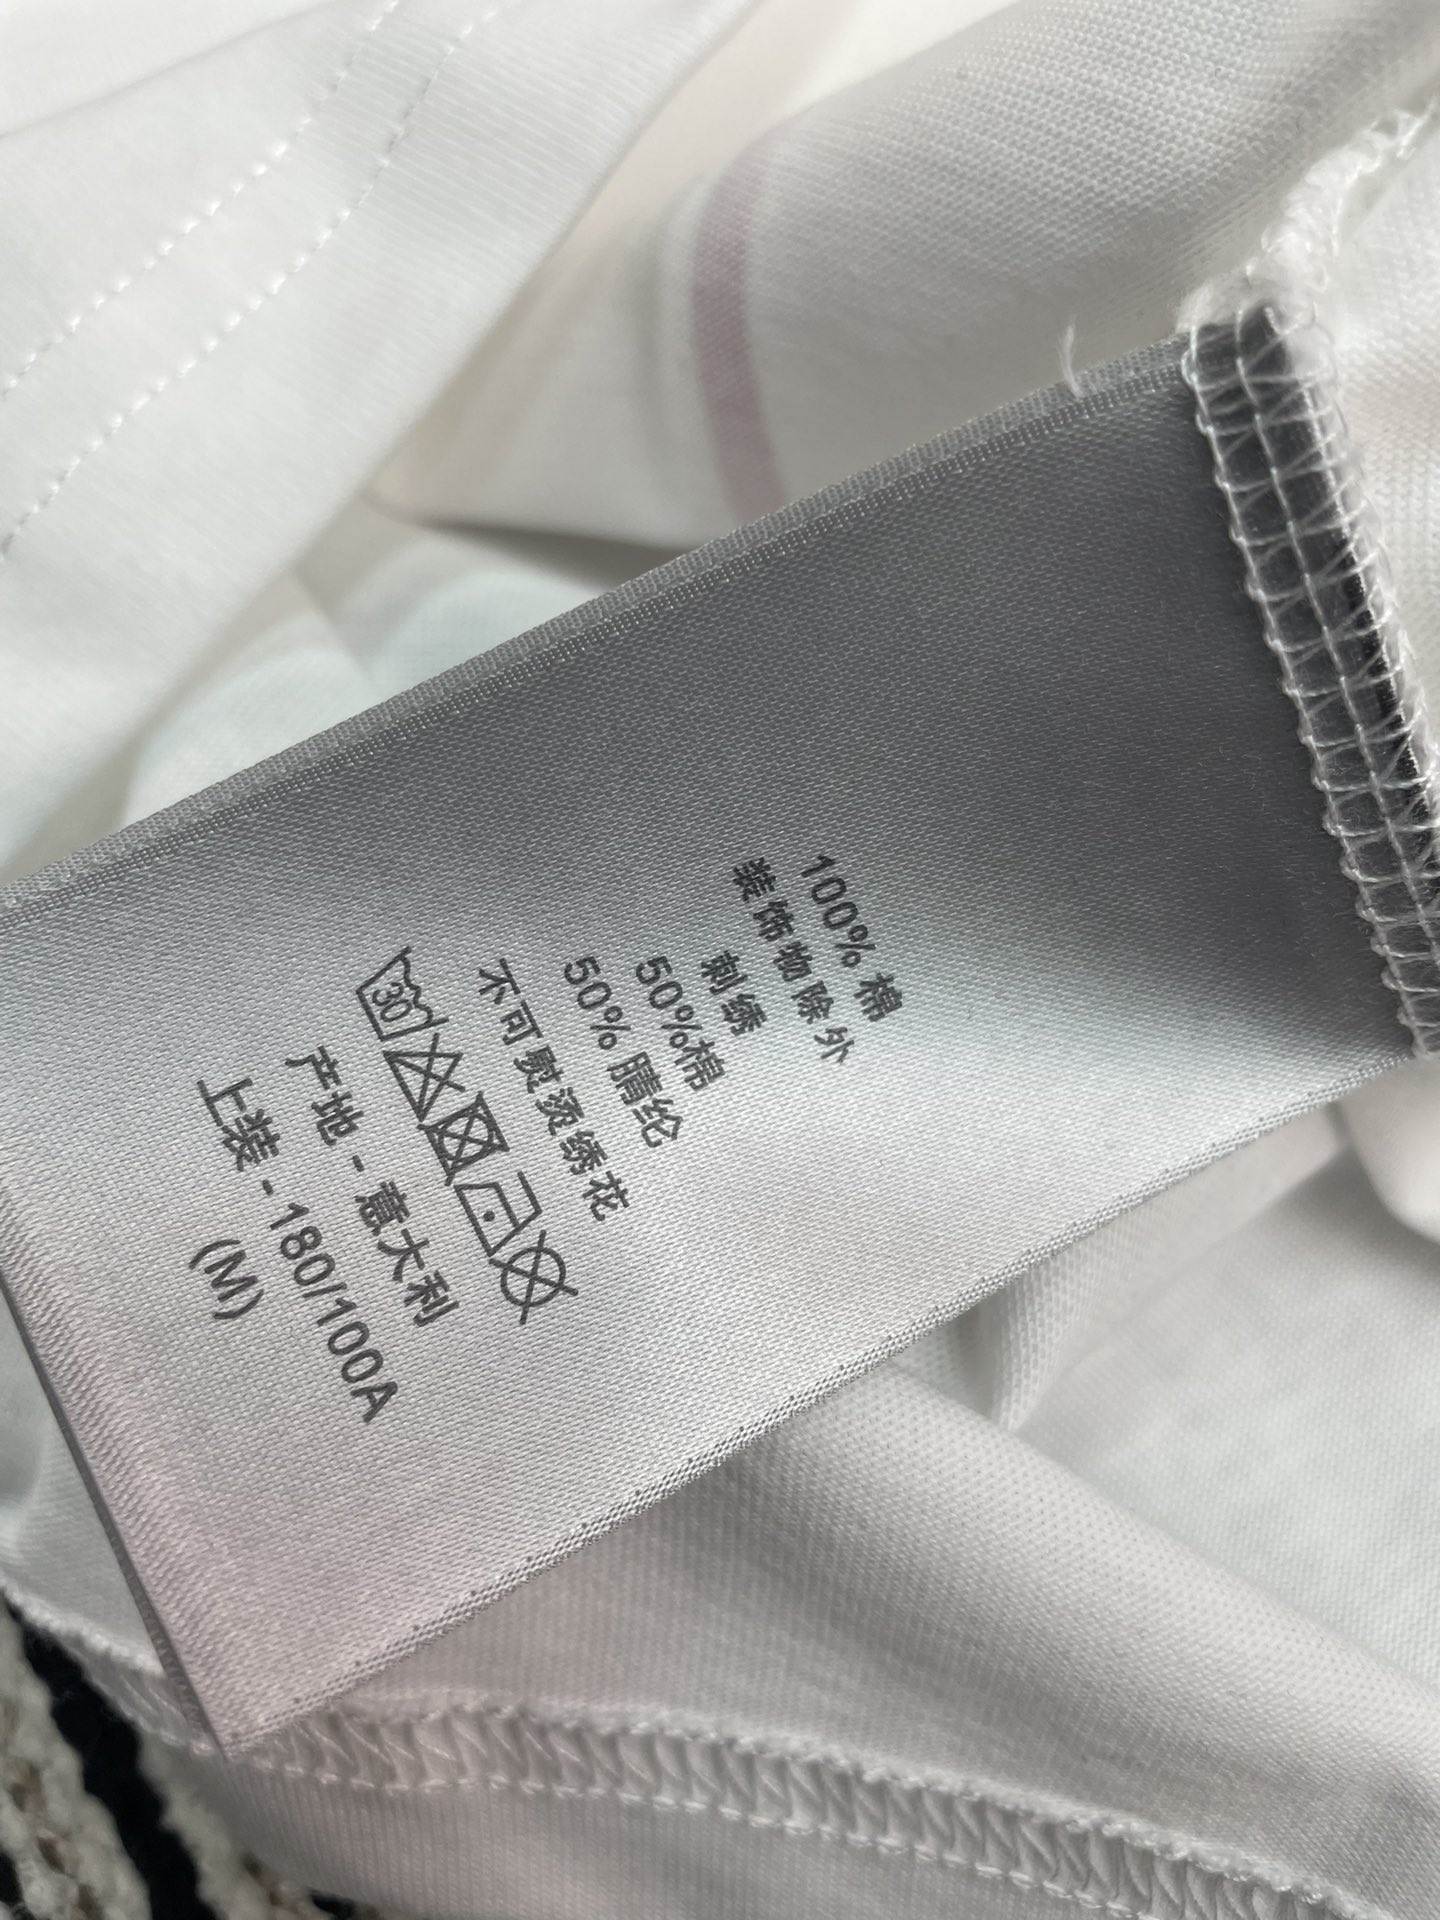 100% 棉
装饰物除外
刺绣
50%棉
50% 腈纶
不可熨烫绣花
30
产地 - 意大利
上装 - 180/100A
(M)